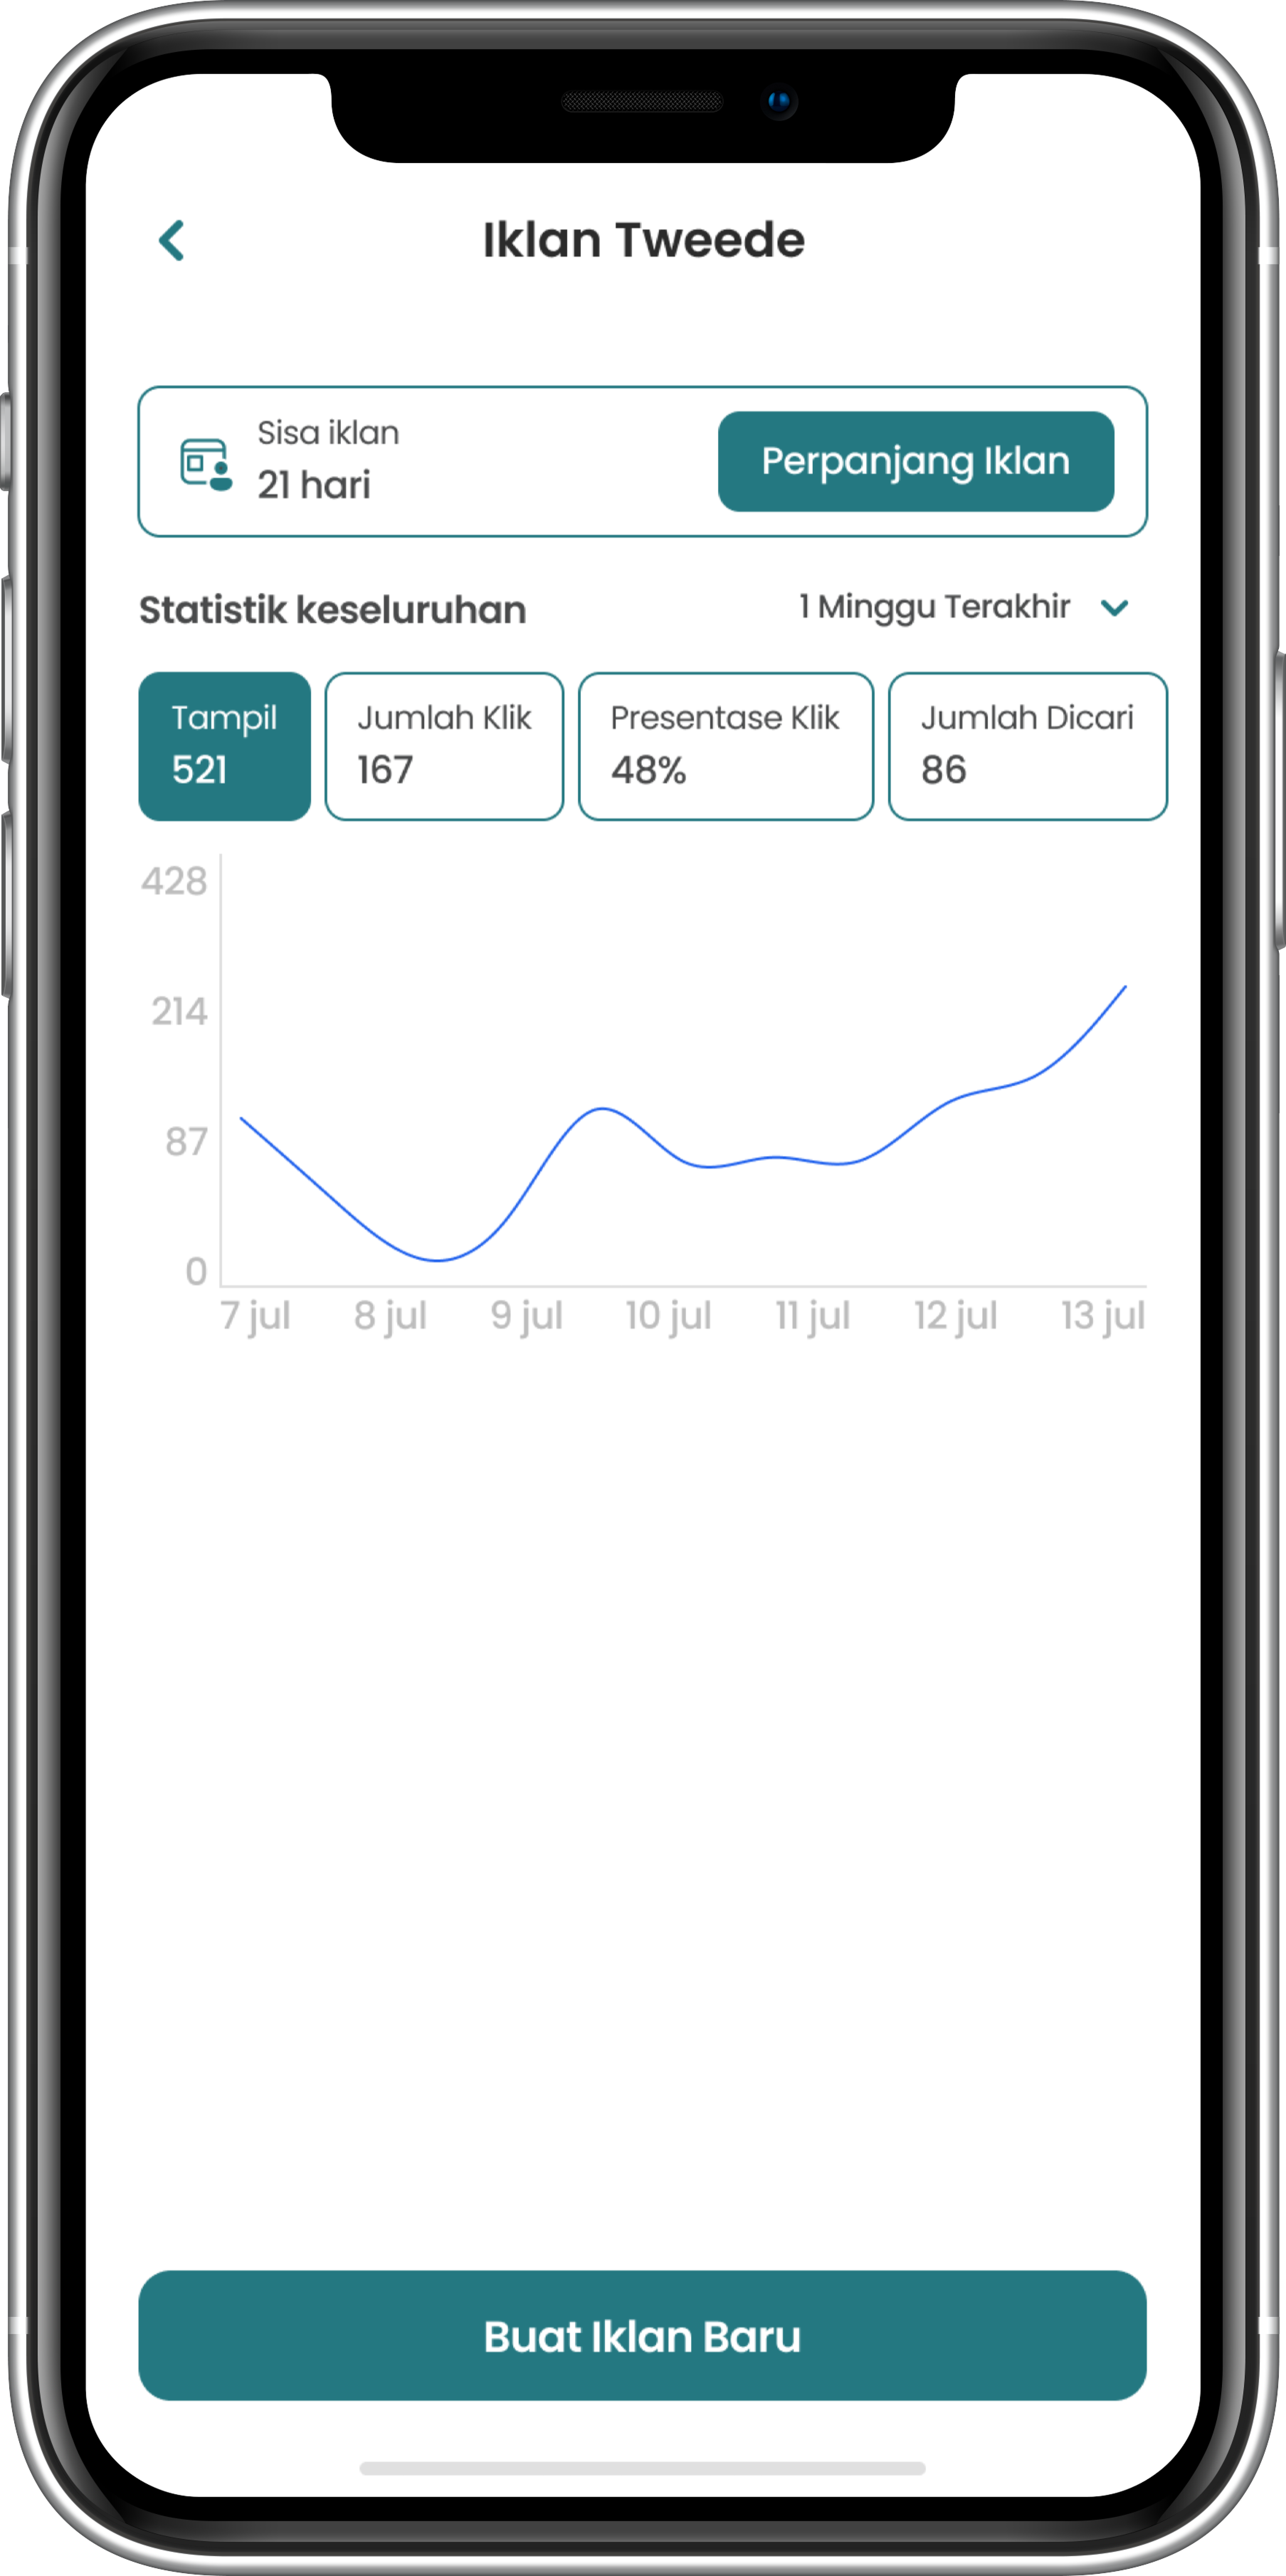 Iklan Tweede
Sisa iklan
21 hari
Perpanjang Iklan
Statistik keseluruhan
1 Minggu Terakhir
Tampil
521
Jumlah Klik
167
Presentase Klik
48%
Jumlah Dicari
86
428
214
87
0
7 jul 8 jul 9 jul 10 jul 11 jul 12 jul 13 jul
Buat Iklan Baru